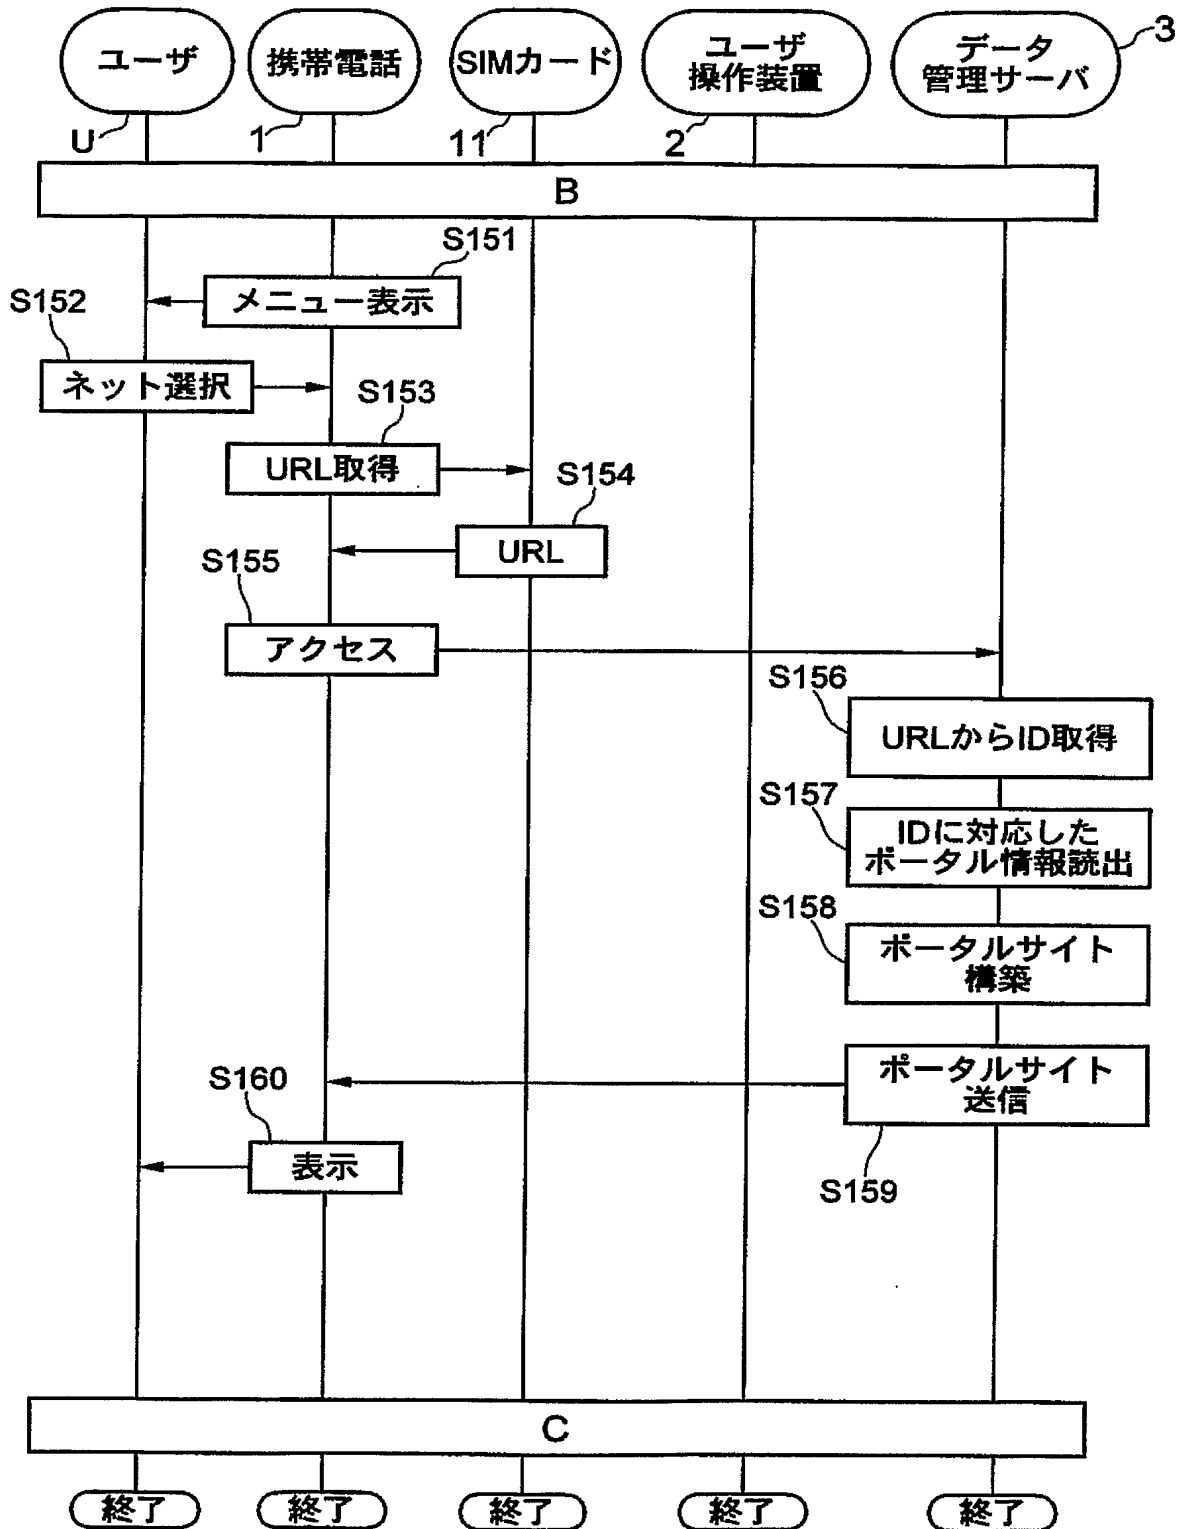 ユーザ
携帯電話
SIMカード
ユーザ
操作装置
データ
管理サーバ
3
U
1
11
2
B
S151
メニュー表示
S152
ネット選択
S153
URL取得
S154
URL
S155
アクセス
S156
URLからID取得
S157
IDに対応した
ポータル情報読出
S158
ポータルサイト
構築
ポータルサイト
送信
S159
S160
表示
C
終了
終了
終了
終了
終了